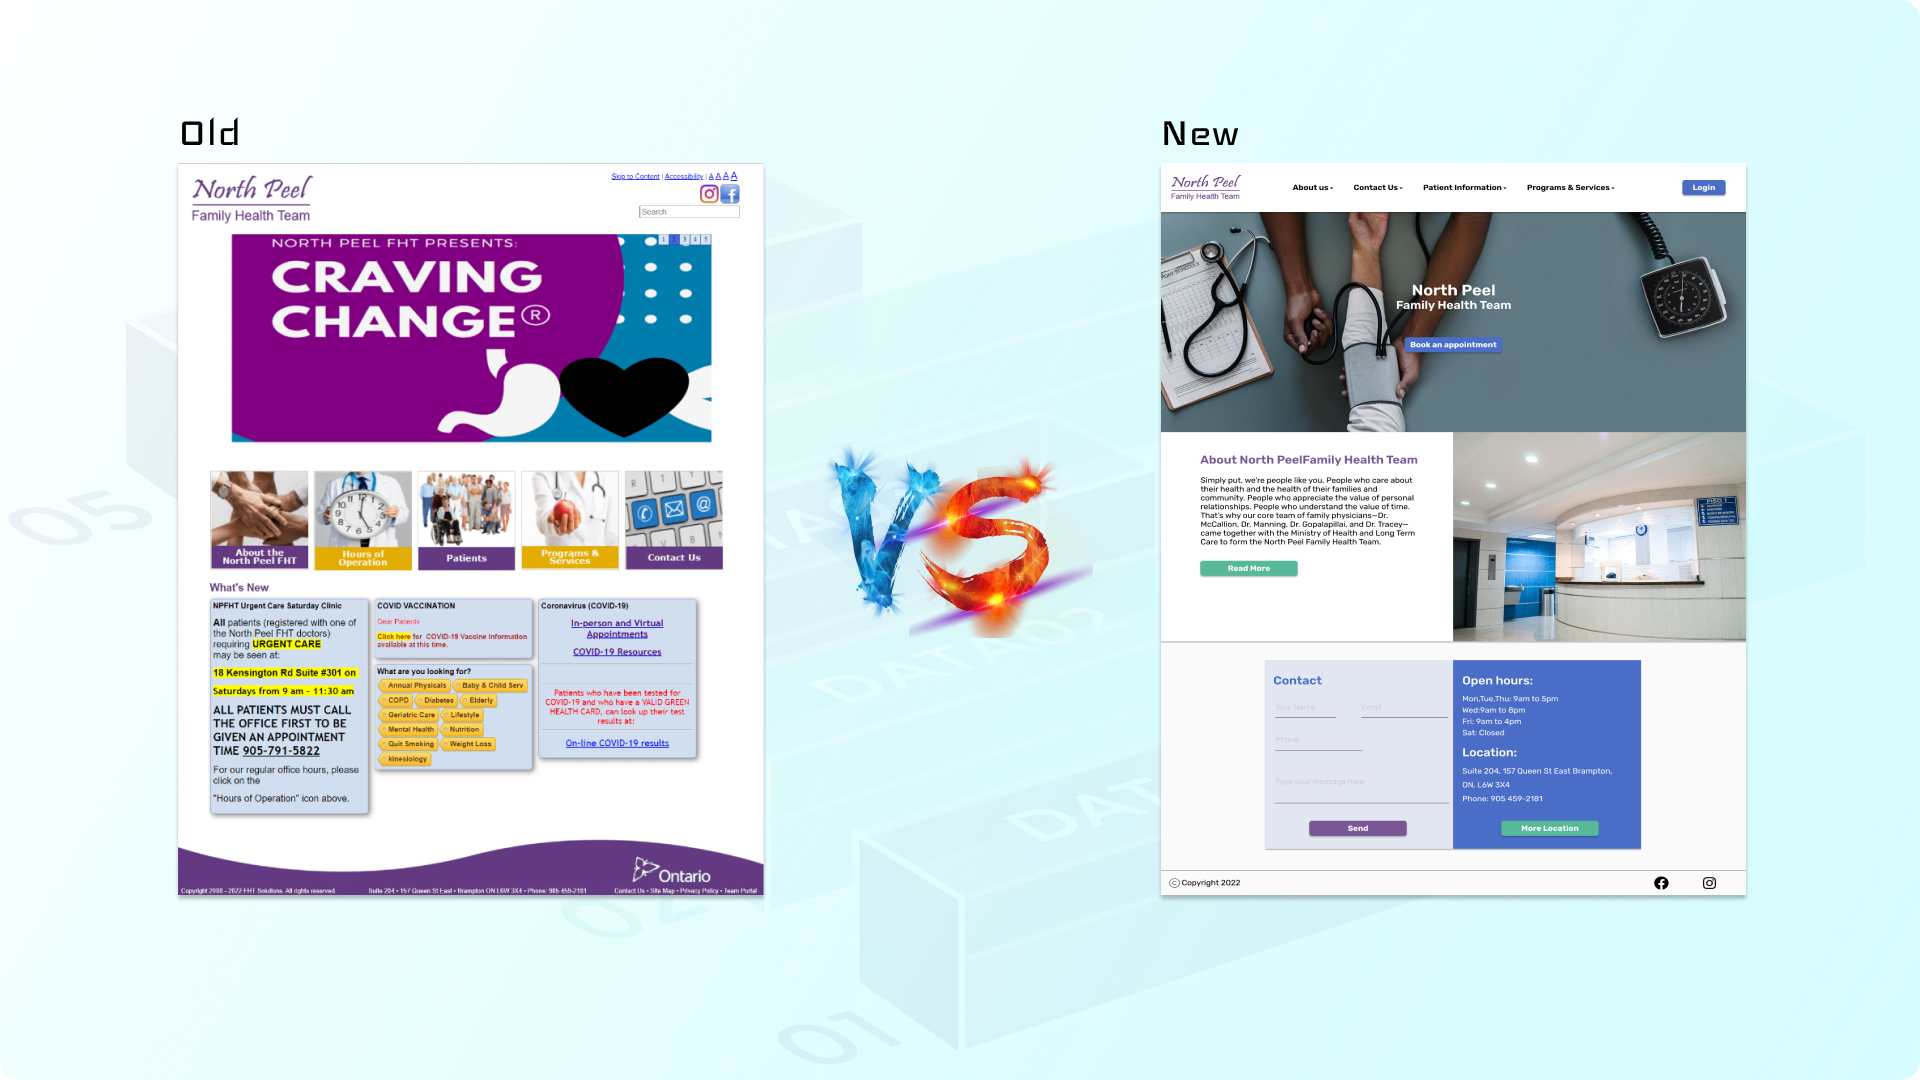 Old
North Peel
Family Health Team
Skip to Content | Accessibility | A A A A
Search
NORTH PEEL FHT PRESENTS:
1 2 3 4 5
CRAVING
CHANGE®
About the
North Peel FHT
Hours of
Operation
Patients
Programs &
Services
Contact Us
What's New
NPFHT Urgent Care Saturday Clinic
All patients (registered with one of
the North Peel FHT doctors)
requiring URGENT CARE
may be seen at:
18 Kensington Rd Suite #301 on
Saturdays from 9 am - 11:30 am
ALL PATIENTS MUST CALL
THE OFFICE FIRST TO BE
GIVEN AN APPOINTMENT
TIME 905-791-5822
For our regular office hours, please
click on the
"Hours of Operation" icon above.
COVID VACCINATION
Dear Patients
Click here for COVID-19 Vaccine Information
available at this time.
What are you looking for?
Annual Physicals
Baby & Child Serv
COPD
Diabetes
Elderly
Geriatric Care
Lifestyle
Mental Health
Nutrition
Quit Smoking
Weight Loss
kinesiology
Coronavirus (COVID-19)
In-person and Virtual
Appointments
COVID-19 Resources
Patients who have been tested for
COVID-19 and who have a VALID GREEN
HEALTH CARD, can look up their test
results at:
On-line COVID-19 results
Ontario
Copyright 2008 - 2022 FHT Solutions. All rights reserved.
Suite 204 • 157 Queen St East • Brampton ON L6W 3X4 • Phone: 905 459-2181
Contact Us • Site Map • Privacy Policy • Team Portal
VS
New
North Peel
Family Health Team
About us
Contact Us
Patient Information
Programs & Services
Login
North Peel
Family Health Team
Book an appointment
About North PeelFamily Health Team
Simply put, we're people like you. People who care about
their health and the health of their families and
community. People who appreciate the value of personal
relationships. People who understand the value of time.
That's why our core team of family physicians—Dr.
McCallion, Dr. Manning, Dr. Gopalapillai, and Dr. Tracey—
came together with the Ministry of Health and Long Term
Care to form the North Peel Family Health Team.
Read More
PISO 1
Contact
Your Name
Email
Phone
Type your message here
Send
Open hours:
Mon,Tue,Thu: 9am to 5pm
Wed:9am to 8pm
Fri: 9am to 4pm
Sat: Closed
Location:
Suite 204, 157 Queen St East Brampton,
ON, L6W 3X4
Phone: 905 459-2181
More Location
© Copyright 2022
05
01